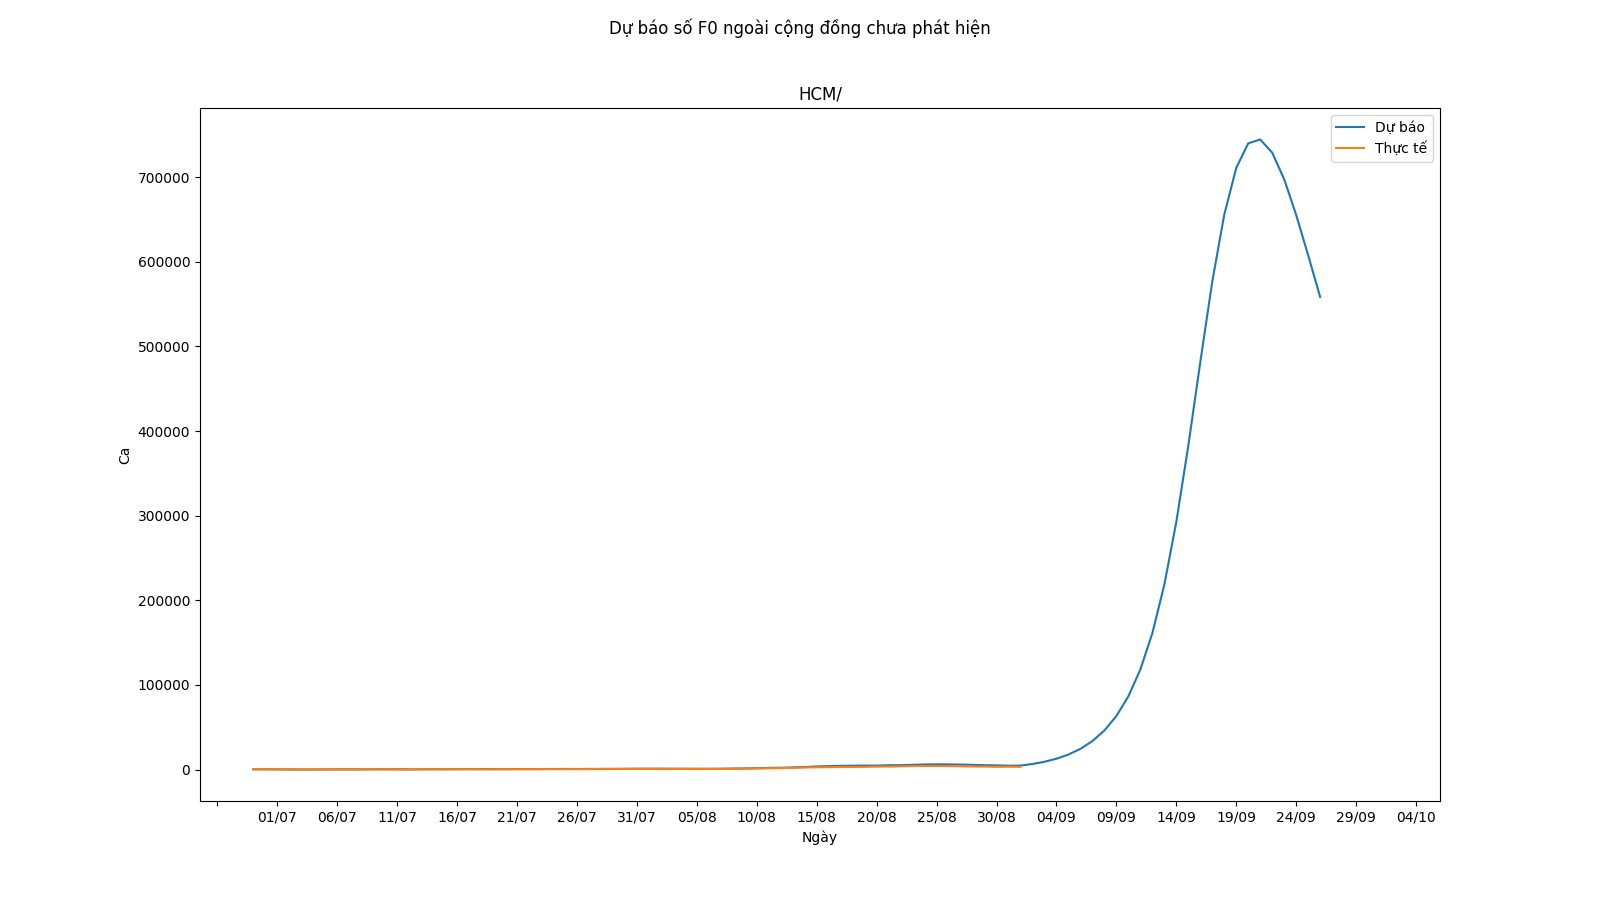 Dự báo số F0 ngoài cộng đồng chưa phát hiện
HCM/
Dự báo
Thực tế
700000
600000
500000
400000
300000
200000
100000
0
Ca
01/07 06/07 11/07 16/07 21/07 26/07 31/07 05/08 10/08 15/08 20/08 25/08 30/08 04/09 09/09 14/09 19/09 24/09 29/09 04/10
Ngày